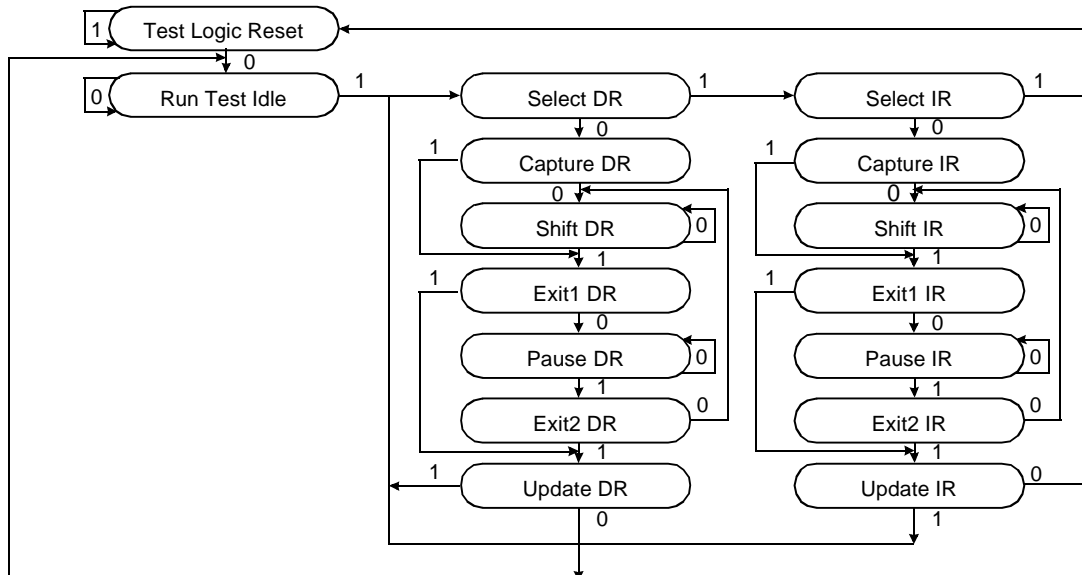 Test Logic Reset
1
0
Run Test Idle
0
1
Select DR
1
Select IR
1
0
0
1
Capture DR
1
Capture IR
0
0
Shift DR
0
Shift IR
0
1
1
1
Exit1 DR
1
Exit1 IR
0
0
Pause DR
0
Pause IR
0
1
1
Exit2 DR
0
Exit2 IR
0
1
1
1
Update DR
Update IR
0
0
1